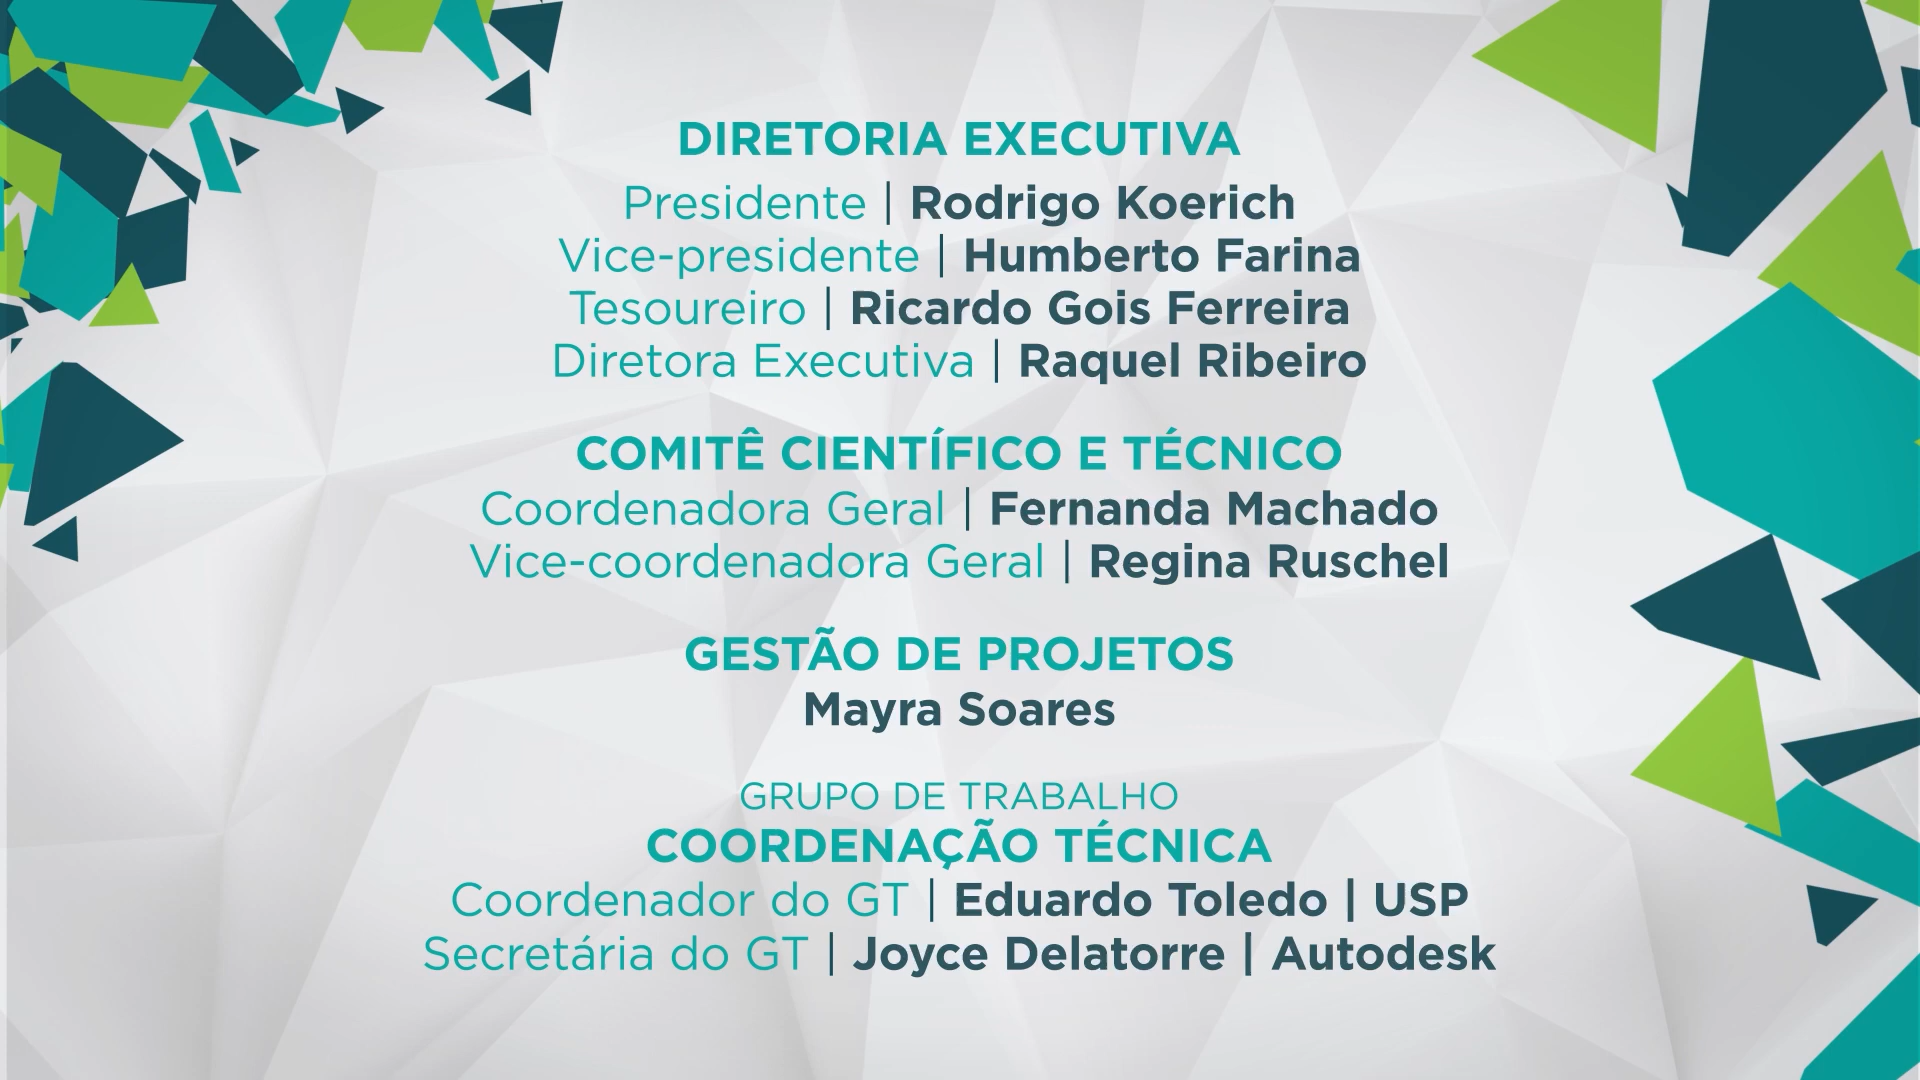 DIRETORIA EXECUTIVA
Presidente | Rodrigo Koerich
Vice-presidente | Humberto Farina
Tesoureiro | Ricardo Gois Ferreira
Diretora Executiva | Raquel Ribeiro
COMITÊ CIENTÍFICO E TÉCNICO
Coordenadora Geral | Fernanda Machado
Vice-coordenadora Geral | Regina Ruschel
GESTÃO DE PROJETOS
Mayra Soares
GRUPO DE TRABALHO
COORDENAÇÃO TÉCNICA
Coordenador do GT | Eduardo Toledo | USP
Secretária do GT | Joyce Delatorre | Autodesk